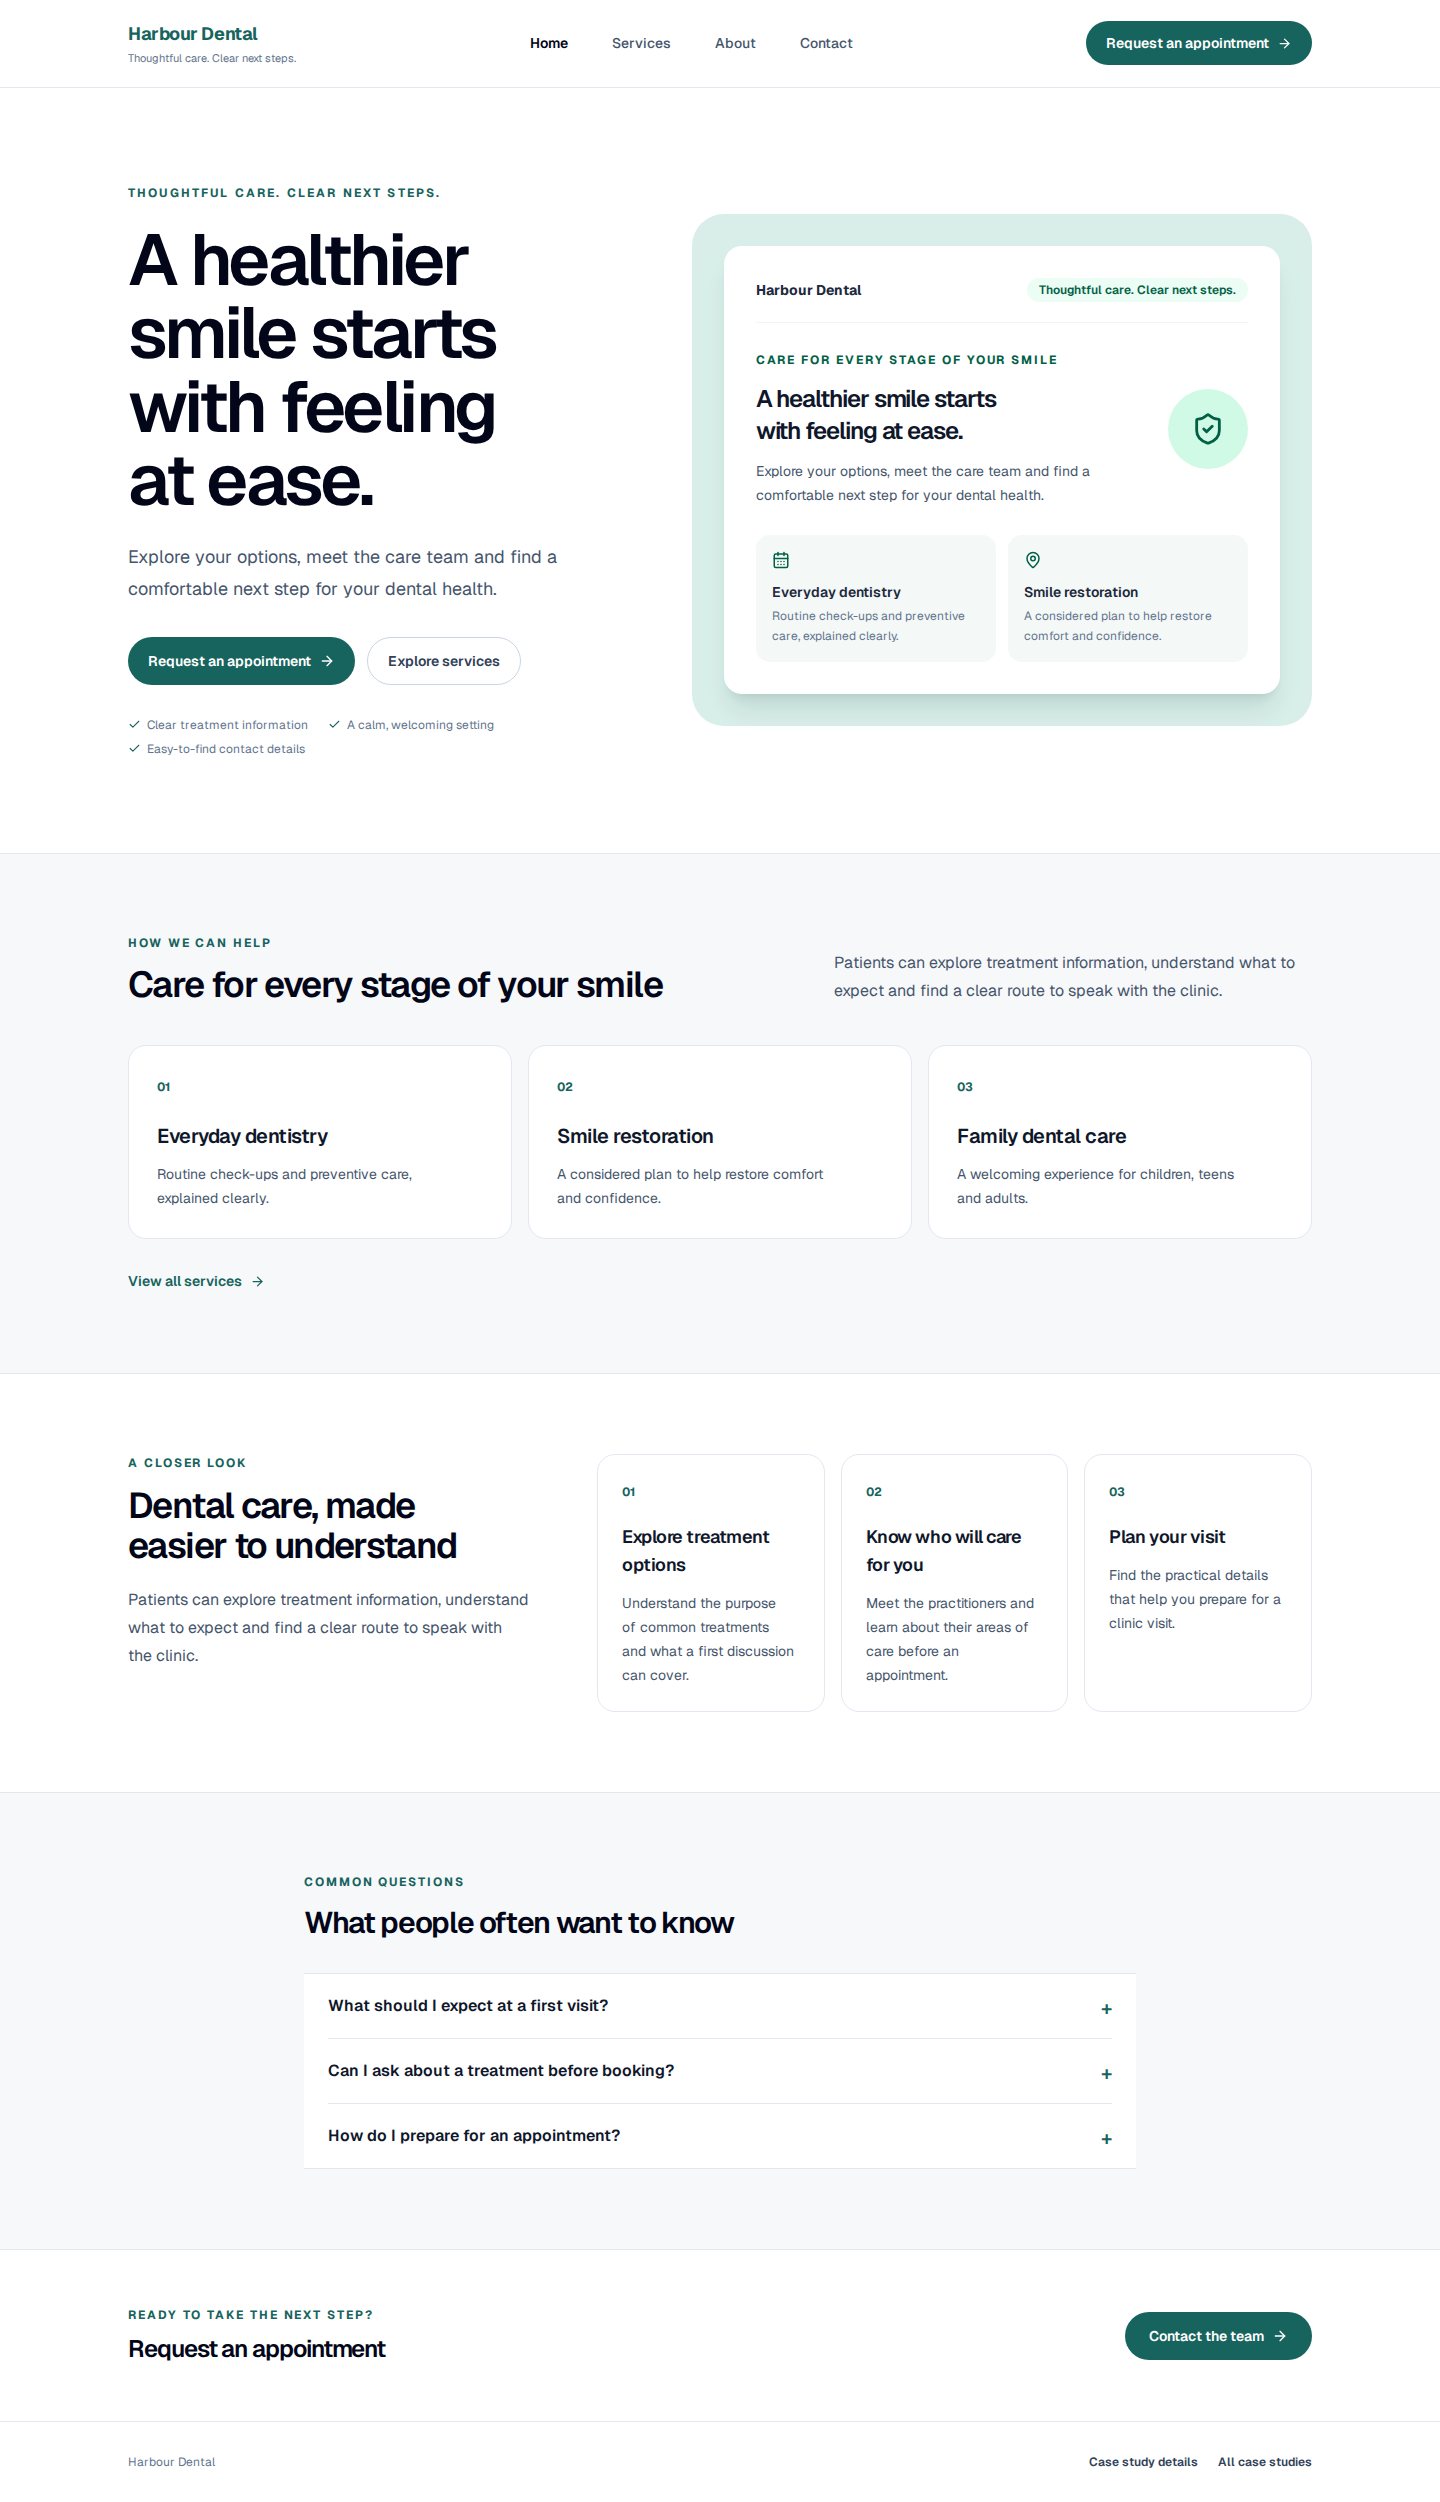 Harbour Dental
Thoughtful care. Clear next steps.
Home
Services
About
Contact
Request an appointment
THOUGHTFUL CARE. CLEAR NEXT STEPS.
A healthier
smile starts
with feeling
at ease.
Explore your options, meet the care team and find a
comfortable next step for your dental health.
Request an appointment
Explore services
Clear treatment information
A calm, welcoming setting
Easy-to-find contact details
Harbour Dental
Thoughtful care. Clear next steps.
CARE FOR EVERY STAGE OF YOUR SMILE
A healthier smile starts
with feeling at ease.
Explore your options, meet the care team and find a
comfortable next step for your dental health.
Everyday dentistry
Routine check-ups and preventive
care, explained clearly.
Smile restoration
A considered plan to help restore
comfort and confidence.
HOW WE CAN HELP
Care for every stage of your smile
Patients can explore treatment information, understand what to
expect and find a clear route to speak with the clinic.
01
Everyday dentistry
Routine check-ups and preventive care,
explained clearly.
02
Smile restoration
A considered plan to help restore comfort
and confidence.
03
Family dental care
A welcoming experience for children, teens
and adults.
View all services
A CLOSER LOOK
Dental care, made
easier to understand
Patients can explore treatment information, understand
what to expect and find a clear route to speak with
the clinic.
01
Explore treatment
options
Understand the purpose
of common treatments
and what a first discussion
can cover.
02
Know who will care
for you
Meet the practitioners and
learn about their areas of
care before an
appointment.
03
Plan your visit
Find the practical details
that help you prepare for a
clinic visit.
COMMON QUESTIONS
What people often want to know
What should I expect at a first visit?
+
Can I ask about a treatment before booking?
+
How do I prepare for an appointment?
+
READY TO TAKE THE NEXT STEP?
Request an appointment
Contact the team
Harbour Dental
Case study details
All case studies